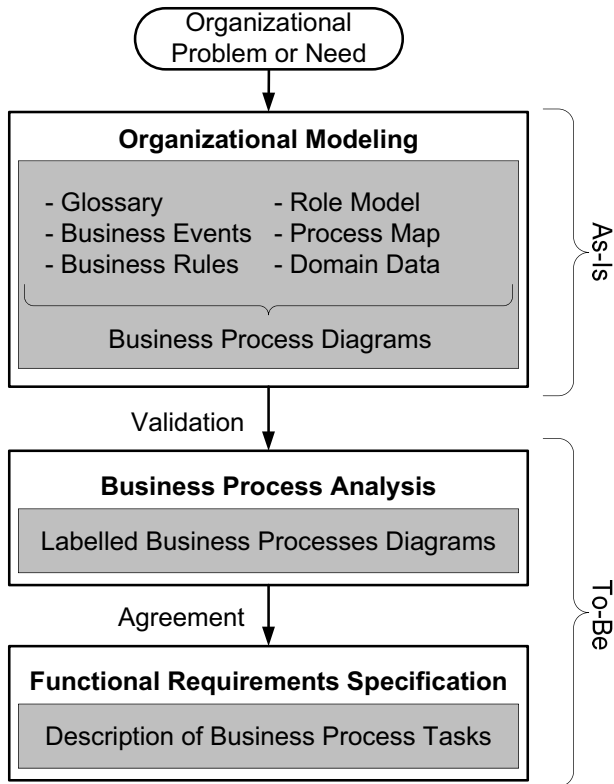 Organizational
Problem or Need
Organizational Modeling
- Glossary
- Business Events
- Business Rules
- Role Model
- Process Map
- Domain Data
Business Process Diagrams
As-Is
Validation
Business Process Analysis
Labelled Business Processes Diagrams
Agreement
To-Be
Functional Requirements Specification
Description of Business Process Tasks